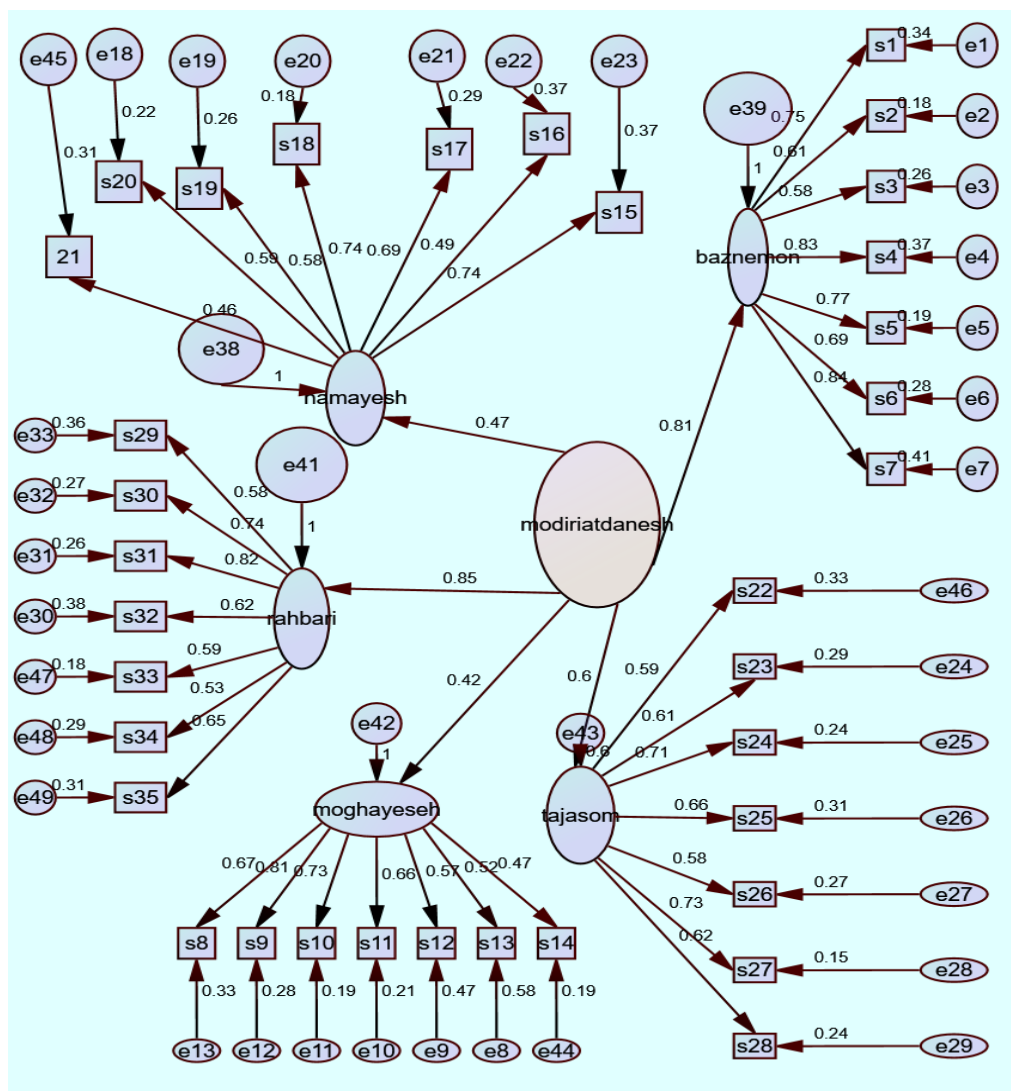 e45
e18
e19
e20
e21
e22
e23
0.31
0.22
0.26
0.18
0.29
0.37
0.37
21
s20
s19
s18
s17
s16
s15
0.46
0.59
0.58
0.74
0.69
0.49
0.74
e38
1
namayesh
0.47
e39
1
baznemon
0.81
0.75
0.61
0.58
0.83
0.77
0.69
0.84
s1
0.34
e1
s2
0.18
e2
s3
0.26
e3
s4
0.37
e4
s5
0.19
e5
s6
0.28
e6
s7
0.41
e7
modiriatdanesh
e41
1
rahbari
0.85
e33
0.36
s29
0.58
e32
0.27
s30
0.74
e31
0.26
s31
0.82
e30
0.38
s32
0.62
e47
0.18
s33
0.59
e48
0.29
s34
0.53
e49
0.31
s35
0.65
0.42
e42
1
moghayeseh
0.67
0.81
0.73
0.66
0.57
0.52
0.47
s8
s9
s10
s11
s12
s13
s14
0.33
0.28
0.19
0.21
0.47
0.58
0.19
e13
e12
e11
e10
e9
e8
e44
0.6
e43
0.6
tajasom
0.59
s22
0.33
e46
0.61
s23
0.29
e24
0.71
s24
0.24
e25
0.66
s25
0.31
e26
0.58
s26
0.27
e27
0.73
s27
0.15
e28
0.62
s28
0.24
e29